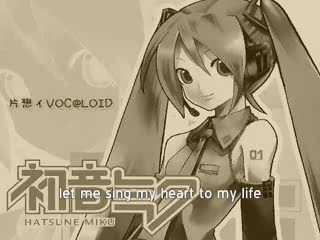 片想イVOC@LOID
01
初音ミク
let me sing my heart to my life
HATSUNE MIKU